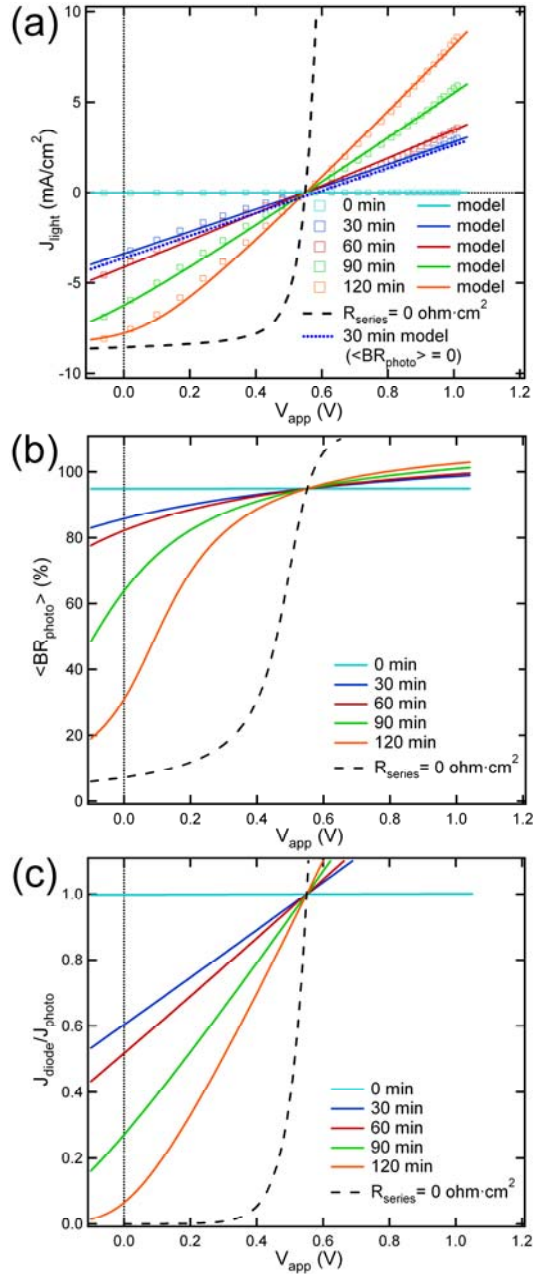 (a)
10
5
0
-5
-10
J_light (mA/cm²)
0 min model
30 min model
60 min model
90 min model
120 min model
R_series= 0 ohm·cm²
30 min model
(<BR_photo> = 0)
0.0 0.2 0.4 0.6 0.8 1.0 1.2
V_app (V)
(b)
100
80
60
40
20
0
<BR_photo> (%)
0 min
30 min
60 min
90 min
120 min
R_series= 0 ohm·cm²
0.0 0.2 0.4 0.6 0.8 1.0 1.2
V_app (V)
(c)
1.0
0.8
0.6
0.4
0.2
0.0
J_diode/J_photo
0 min
30 min
60 min
90 min
120 min
R_series= 0 ohm·cm²
0.0 0.2 0.4 0.6 0.8 1.0 1.2
V_app (V)